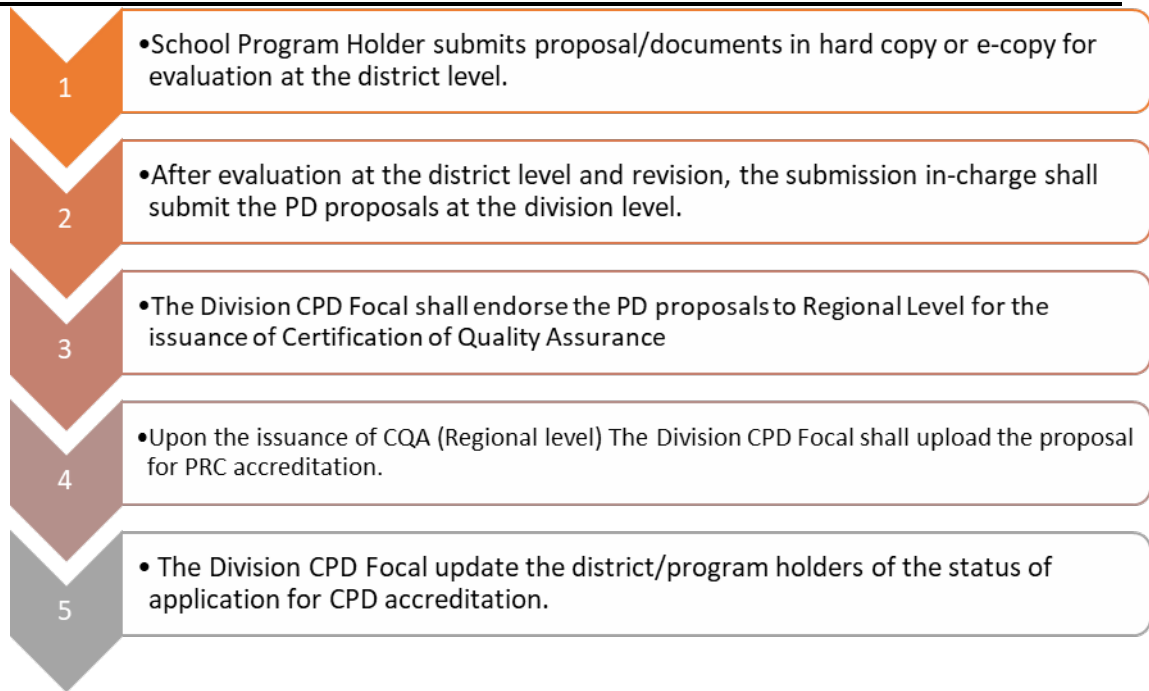 1
•School Program Holder submits proposal/documents in hard copy or e-copy for
evaluation at the district level.
2
•After evaluation at the district level and revision, the submission in-charge shall
submit the PD proposals at the division level.
3
•The Division CPD Focal shall endorse the PD proposals to Regional Level for the
issuance of Certification of Quality Assurance
4
•Upon the issuance of CQA (Regional level) The Division CPD Focal shall upload the proposal
for PRC accreditation.
5
• The Division CPD Focal update the district/program holders of the status of
application for CPD accreditation.